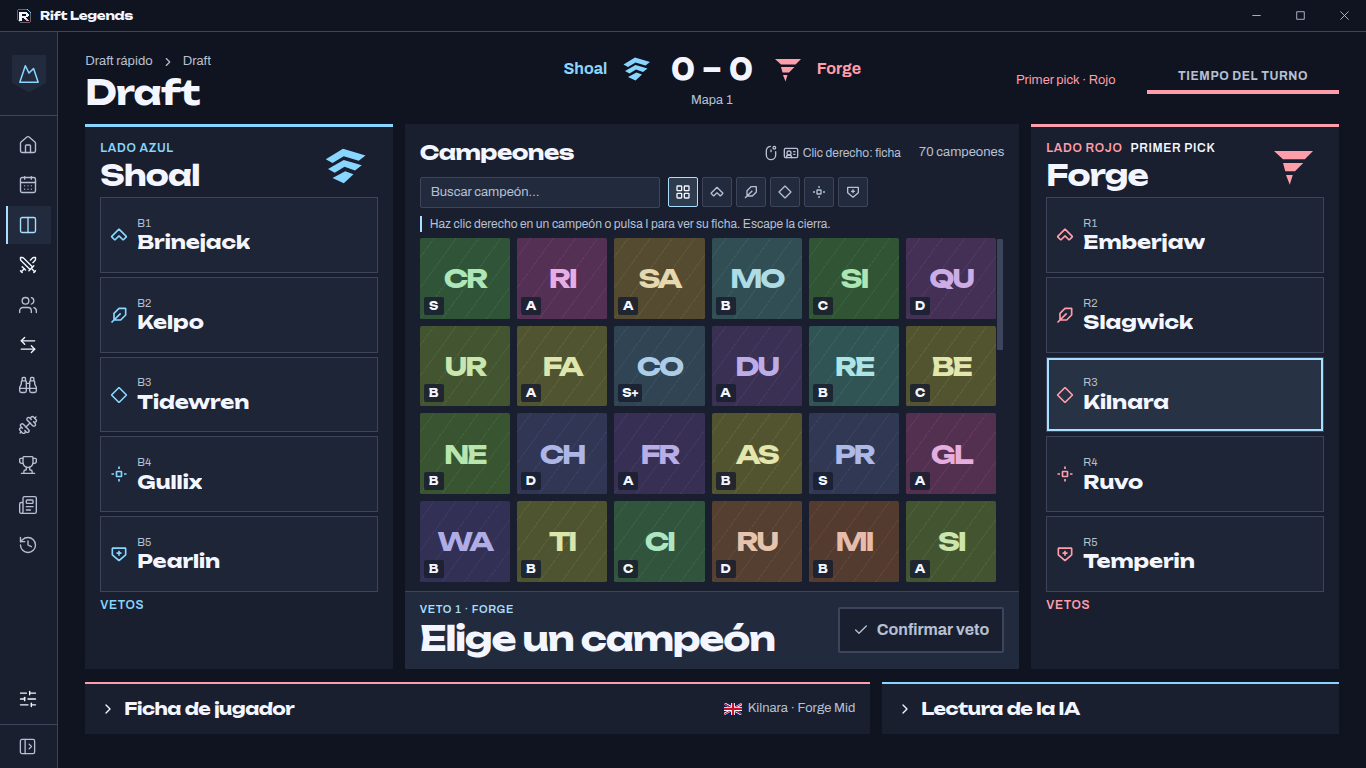 Rift Legends
Draft rápido > Draft
Draft
Shoal 0 – 0 Forge
Mapa 1
Primer pick · Rojo
TIEMPO DEL TURNO
LADO AZUL
Shoal
B1
Brinejack
B2
Kelpo
B3
Tidewren
B4
Gullix
B5
Pearlin
VETOS
Campeones
Clic derecho: ficha
70 campeones
Buscar campeón...
Haz clic derecho en un campeón o pulsa I para ver su ficha. Escape la cierra.
CR RI SA MO SI QU
S A A B C D
UR FA CO DU RE BE
B A S+ A B C
NE CH FR AS PR GL
B D A B S A
WA TI CI RU MI SI
B B C D B A
VETO 1 · FORGE
Elige un campeón
Confirmar veto
LADO ROJO PRIMER PICK
Forge
R1
Emberjaw
R2
Slagwick
R3
Kilnara
R4
Ruvo
R5
Temperin
VETOS
Ficha de jugador
Kilnara · Forge Mid
Lectura de la IA